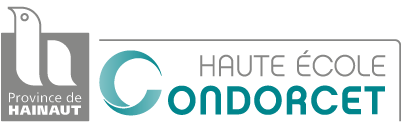 Province de
HAINAUT
HAUTE ÉCOLE
CONDORCET